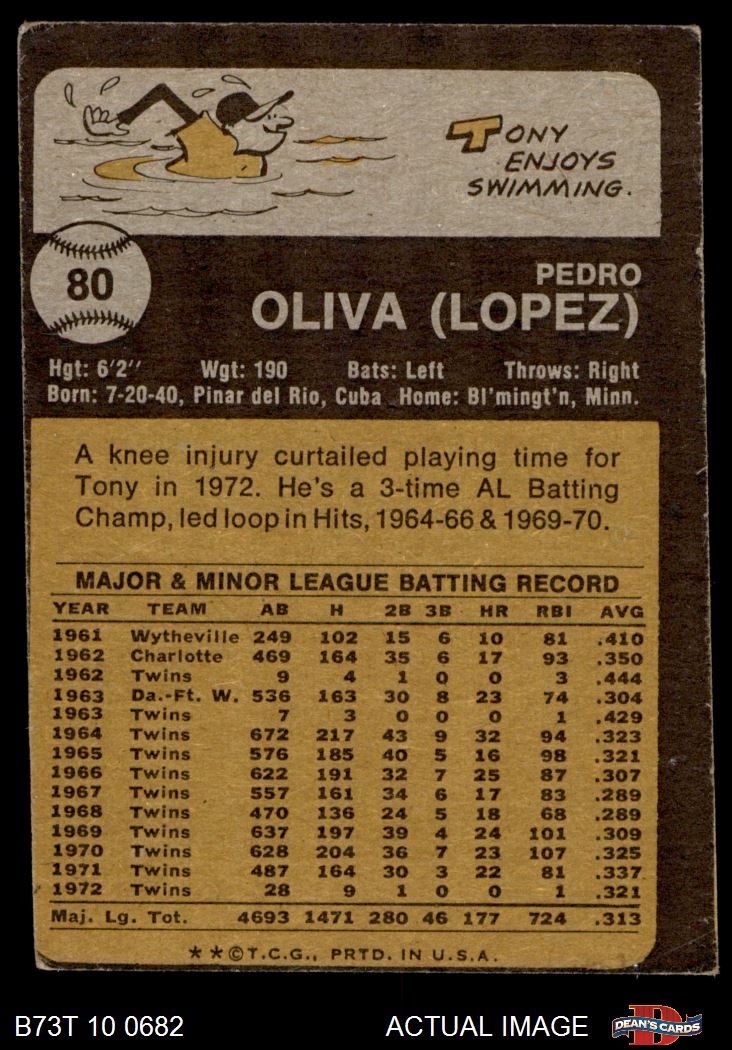 TONY
ENJOYS
SWIMMING.
80
PEDRO
OLIVA (LOPEZ)
Hgt: 6'2" Wgt: 190 Bats: Left Throws: Right
Born: 7-20-40, Pinar del Rio, Cuba Home: Bl'mingt'n, Minn.
A knee injury curtailed playing time for
Tony in 1972. He's a 3-time AL Batting
Champ, led loop in Hits, 1964-66 & 1969-70.
MAJOR & MINOR LEAGUE BATTING RECORD
YEAR TEAM AB H 2B 3B HR RBI AVG
1961 Wytheville 249 102 15 6 10 81 .410
1962 Charlotte 469 164 35 6 17 93 .350
1962 Twins 9 4 1 0 0 3 .444
1963 Da.-Ft. W. 536 163 30 8 23 74 .304
1963 Twins 7 3 0 0 0 1 .429
1964 Twins 672 217 43 9 32 94 .323
1965 Twins 576 185 40 5 16 98 .321
1966 Twins 622 191 32 7 25 87 .307
1967 Twins 557 161 34 6 17 83 .289
1968 Twins 470 136 24 5 18 68 .289
1969 Twins 637 197 39 4 24 101 .309
1970 Twins 628 204 36 7 23 107 .325
1971 Twins 487 164 30 3 22 81 .337
1972 Twins 28 9 1 0 0 1 .321
Maj. Lg. Tot. 4693 1471 280 46 177 724 .313
**©T.C.G., PRTD. IN U.S.A.
B73T 10 0682 ACTUAL IMAGE DEAN'S CARDS